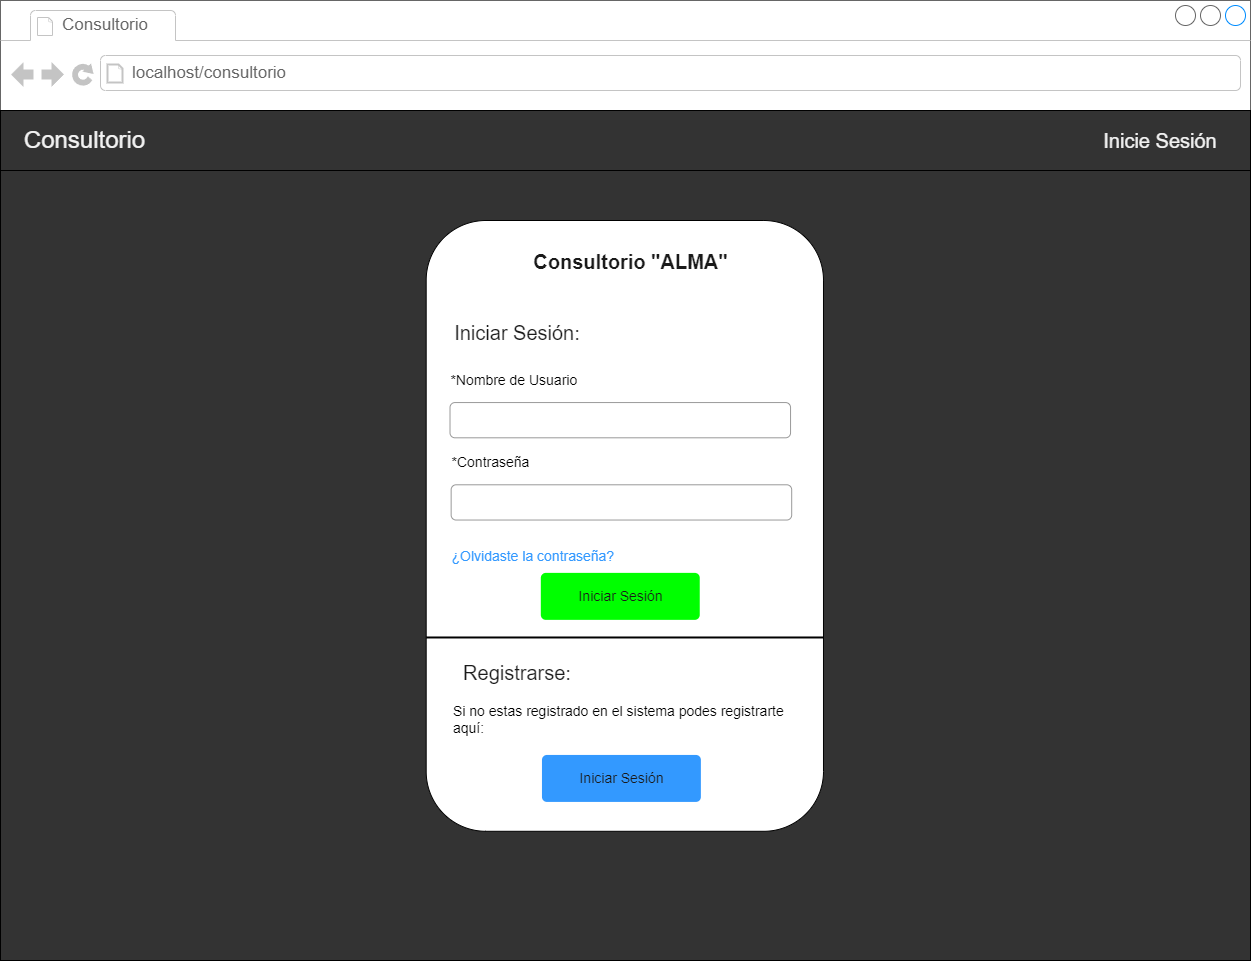 Consultorio
localhost/consultorio
Consultorio
Inicie Sesión
Consultorio "ALMA"
Iniciar Sesión:
*Nombre de Usuario
*Contraseña
¿Olvidaste la contraseña?
Iniciar Sesión
Registrarse:
Si no estas registrado en el sistema podes registrarte
aquí:
Iniciar Sesión